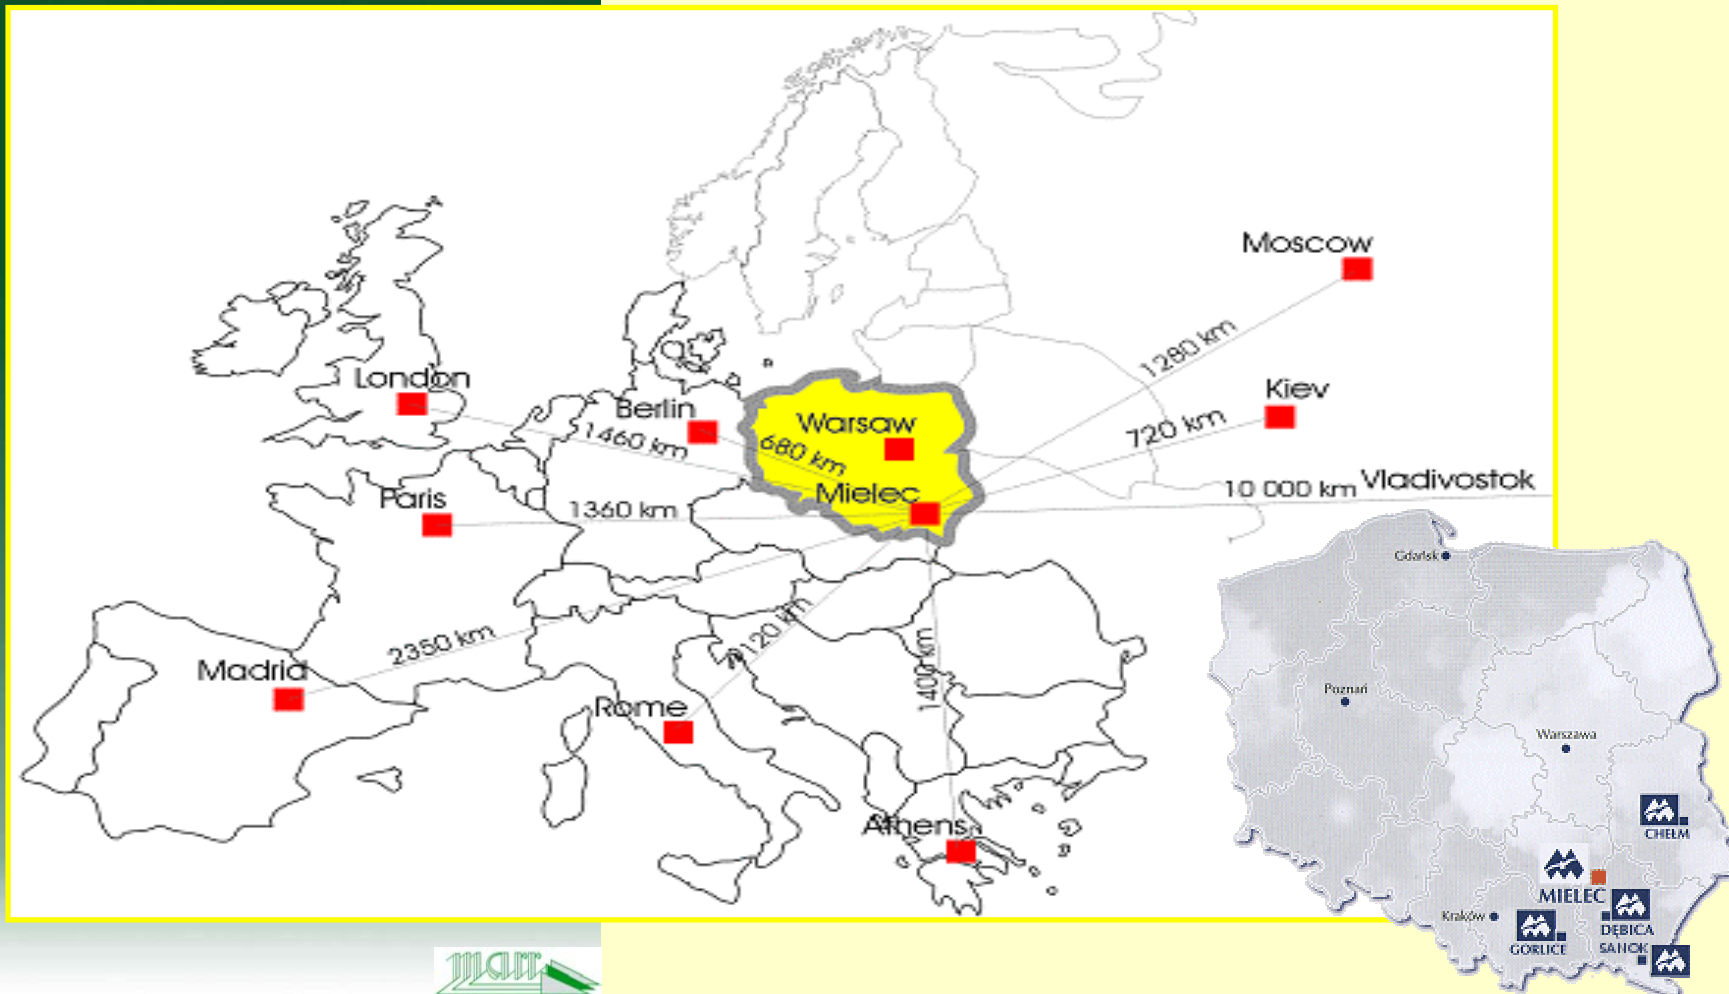 Moscow
1280 km
London
Kiev
Berlin
Warsaw
720 km
1460 km
680 km
Mielec
Vladivostok
10 000 km
Paris
1360 km
Gdańsk
2350 km
1120 km
1400 km
Madrid
Poznań
Rome
Warszawa
Athens
CHEŁM
MIELEC
Kraków
DĘBICA
GORLICE
SANOK
marr